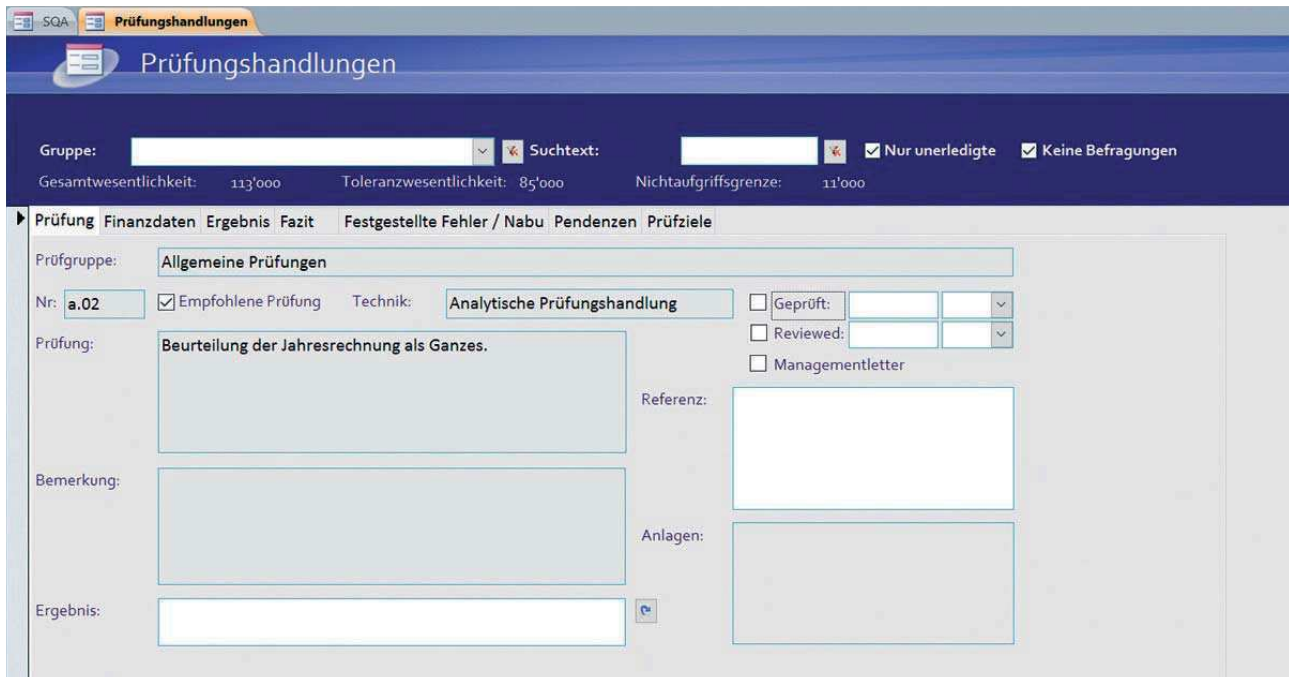 SQA Prüfungshandlungen
Prüfungshandlungen
Gruppe: Suchtext: Nur unerledigte Keine Befragungen
Gesamtwesentlichkeit: 113'000 Toleranzwesentlichkeit: 85'000 Nichtaufgriffsgrenze: 11'000
Prüfung Finanzdaten Ergebnis Fazit Festgestellte Fehler / Nabu Pendenzen Prüfziele
Prüfgruppe: Allgemeine Prüfungen
Nr: a.02 Empfohlene Prüfung Technik: Analytische Prüfungshandlung Geprüft:
Reviewed:
Prüfung: Beurteilung der Jahresrechnung als Ganzes.
Managementletter
Referenz:
Bemerkung:
Anlagen:
Ergebnis: